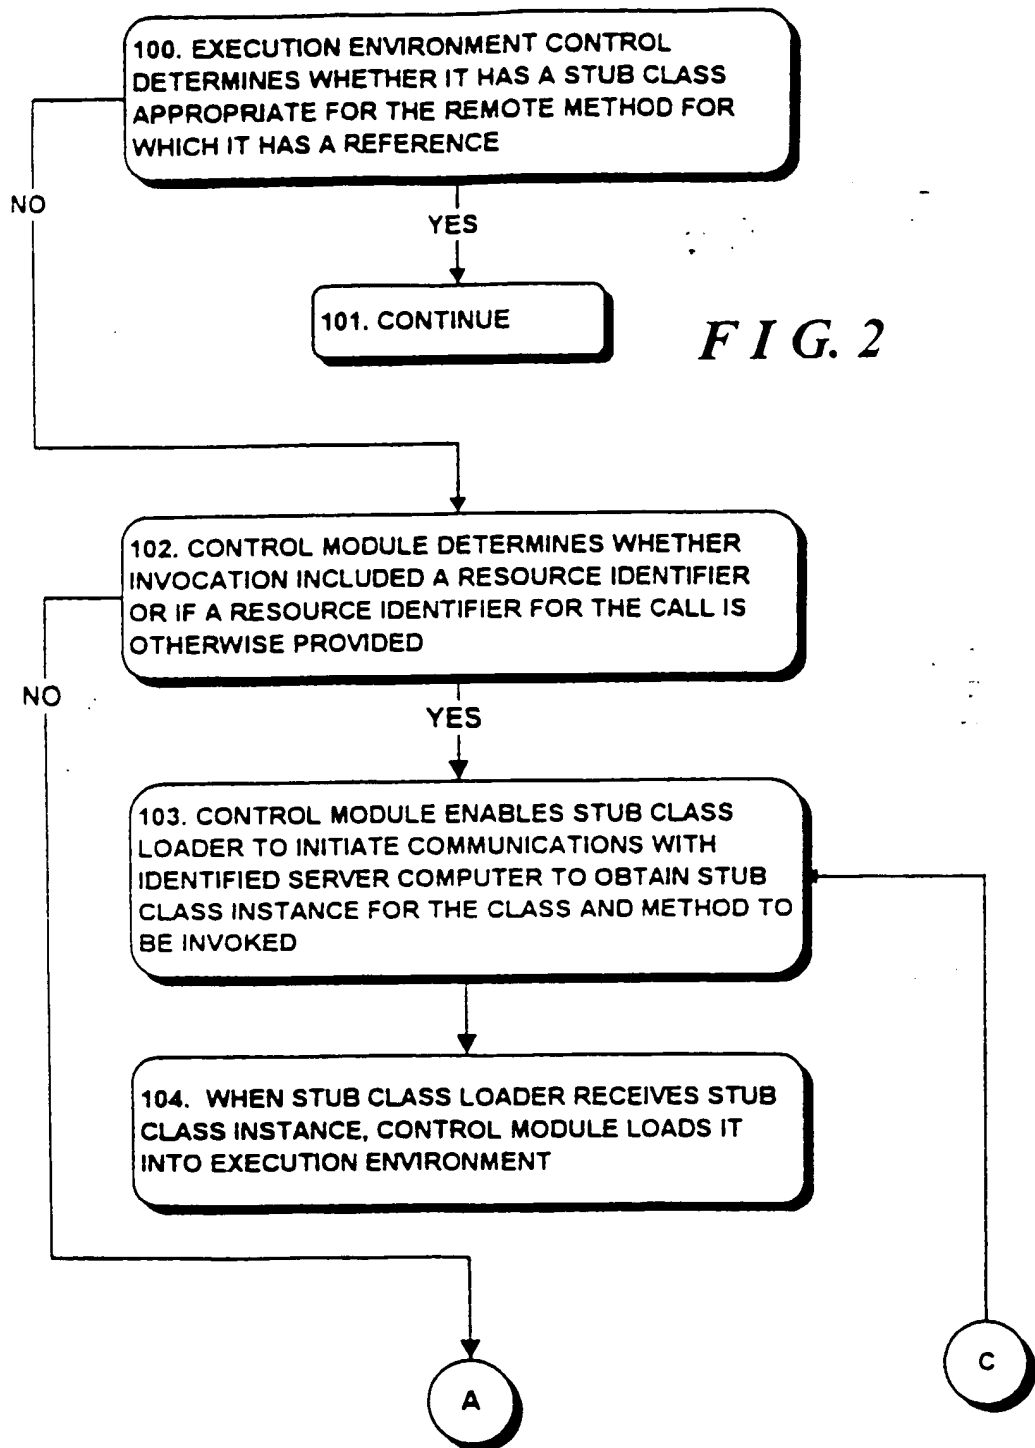 100. EXECUTION ENVIRONMENT CONTROL
DETERMINES WHETHER IT HAS A STUB CLASS
APPROPRIATE FOR THE REMOTE METHOD FOR
WHICH IT HAS A REFERENCE
NO
YES
101. CONTINUE
FIG. 2
102. CONTROL MODULE DETERMINES WHETHER
INVOCATION INCLUDED A RESOURCE IDENTIFIER
OR IF A RESOURCE IDENTIFIER FOR THE CALL IS
OTHERWISE PROVIDED
NO
YES
103. CONTROL MODULE ENABLES STUB CLASS
LOADER TO INITIATE COMMUNICATIONS WITH
IDENTIFIED SERVER COMPUTER TO OBTAIN STUB
CLASS INSTANCE FOR THE CLASS AND METHOD TO
BE INVOKED
104. WHEN STUB CLASS LOADER RECEIVES STUB
CLASS INSTANCE, CONTROL MODULE LOADS IT
INTO EXECUTION ENVIRONMENT
C
A